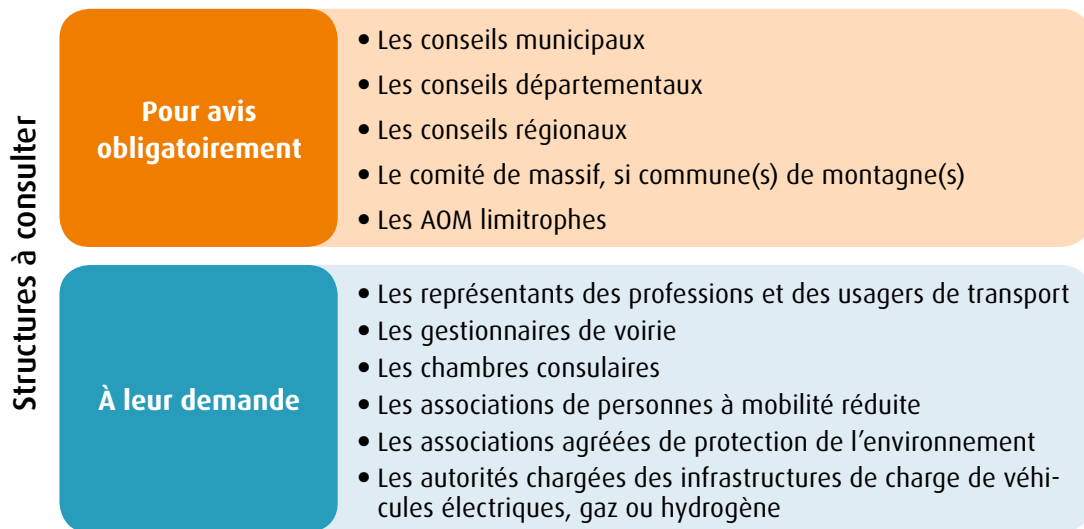 Structures à consulter
Pour avis
obligatoirement
• Les conseils municipaux
• Les conseils départementaux
• Les conseils régionaux
• Le comité de massif, si commune(s) de montagne(s)
• Les AOM limitrophes
À leur demande
• Les représentants des professions et des usagers de transport
• Les gestionnaires de voirie
• Les chambres consulaires
• Les associations de personnes à mobilité réduite
• Les associations agréées de protection de l’environnement
• Les autorités chargées des infrastructures de charge de véhi-
cules électriques, gaz ou hydrogène